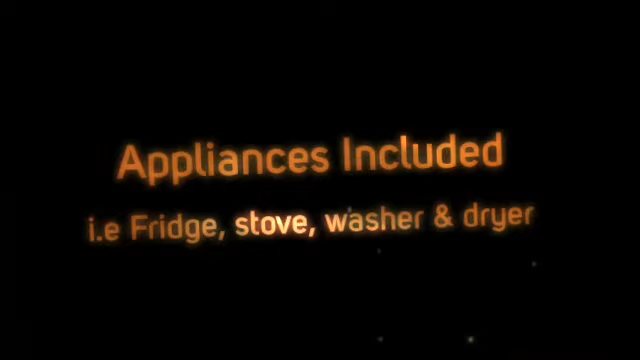 Appliances Included
i.e Fridge, stove, washer & dryer